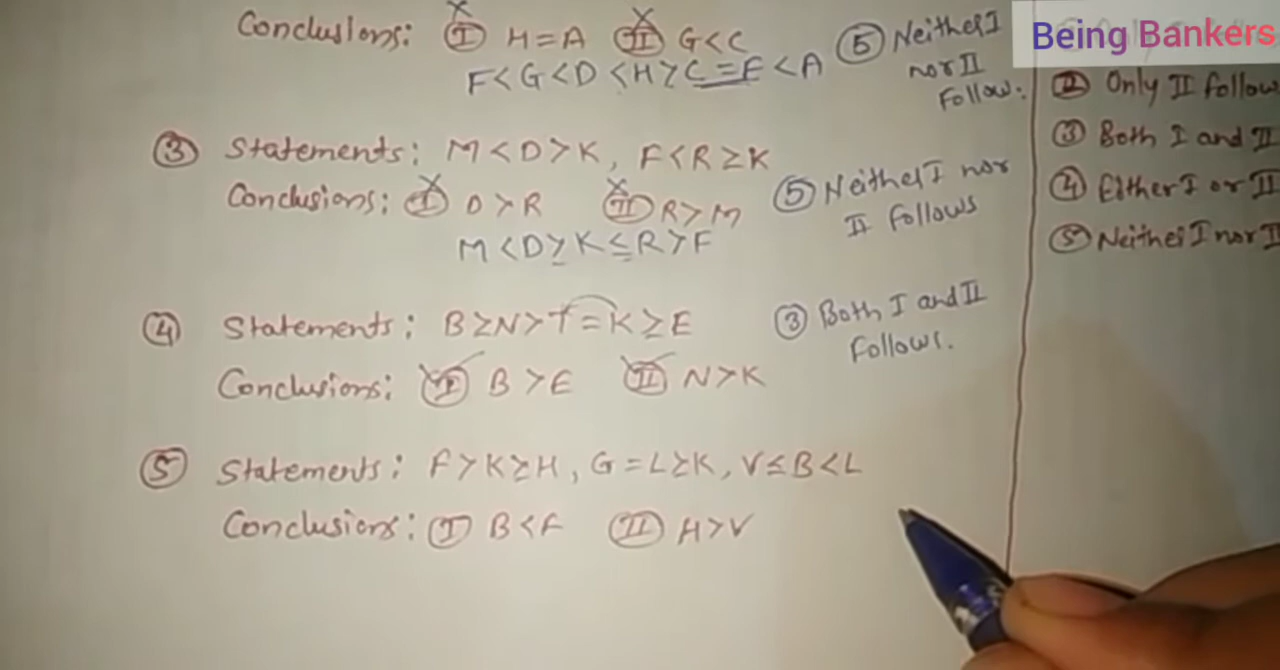 Conclusions: I H=A II G<C
F<G<D<H>C=E<A
5 Neither I
nor II
Follow.
Being Bankers
2 Only II follow
3 Both I and II
4 Either I or II
5 Neither I nor II
3 Statements: M<D>K, F<R≥K
Conclusions: I D>R II R>M
5 Neither I nor
II follows
M<D>K≤R>F
4 Statements: B≥N>T=K≥E
Conclusions: I B>E II N>K
3 Both I and II
follows.
5 Statements: F>K≥H, G=L≥K, V≤B<L
Conclusions: I B<F II H>V